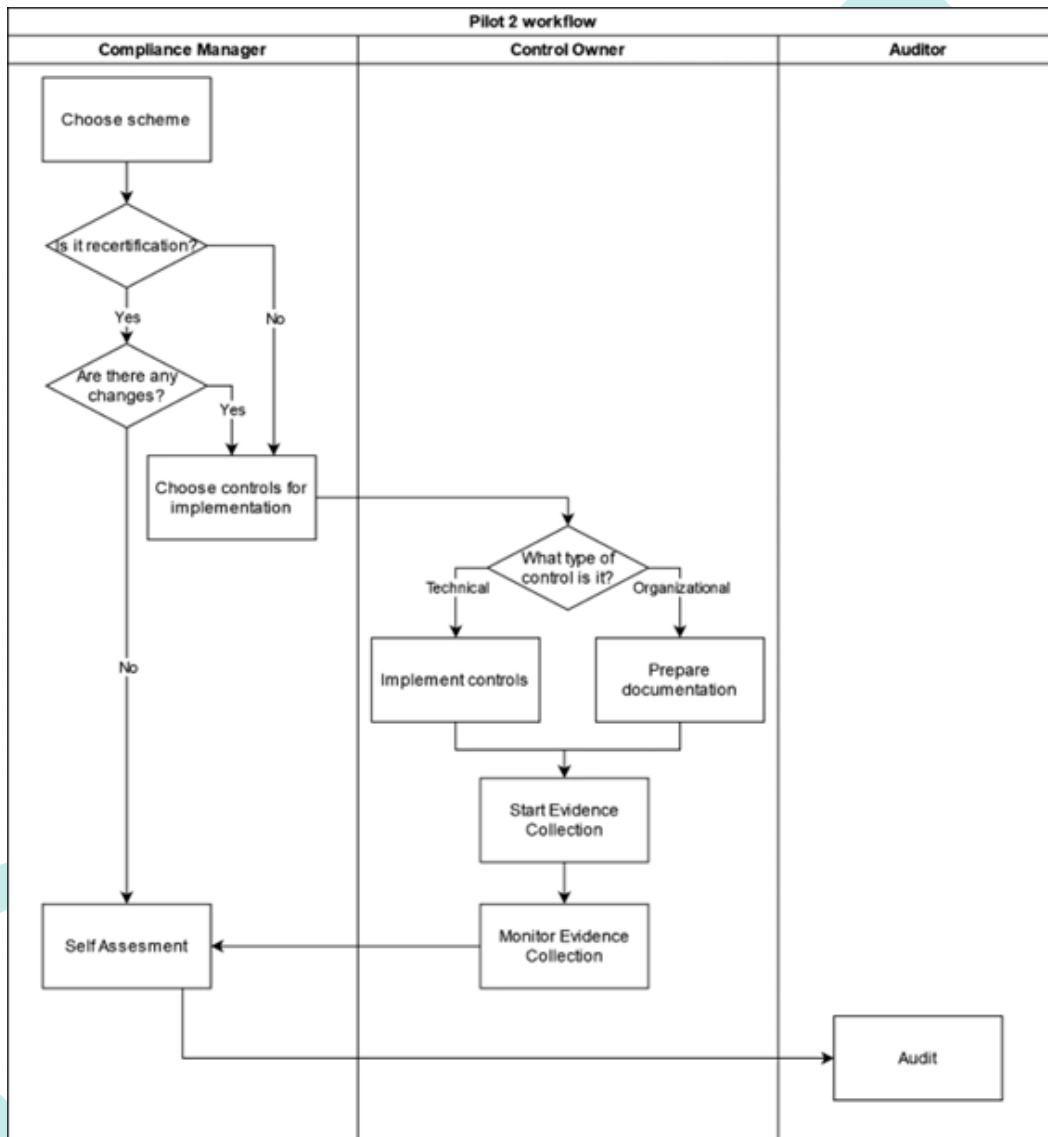 Pilot 2 workflow
Compliance Manager
Control Owner
Auditor
Choose scheme
Is it recertification?
Yes
No
Are there any
changes?
Yes
Choose controls for
implementation
What type of
control is it?
Technical
Organizational
No
Implement controls
Prepare
documentation
Start Evidence
Collection
Self Assesment
Monitor Evidence
Collection
Audit